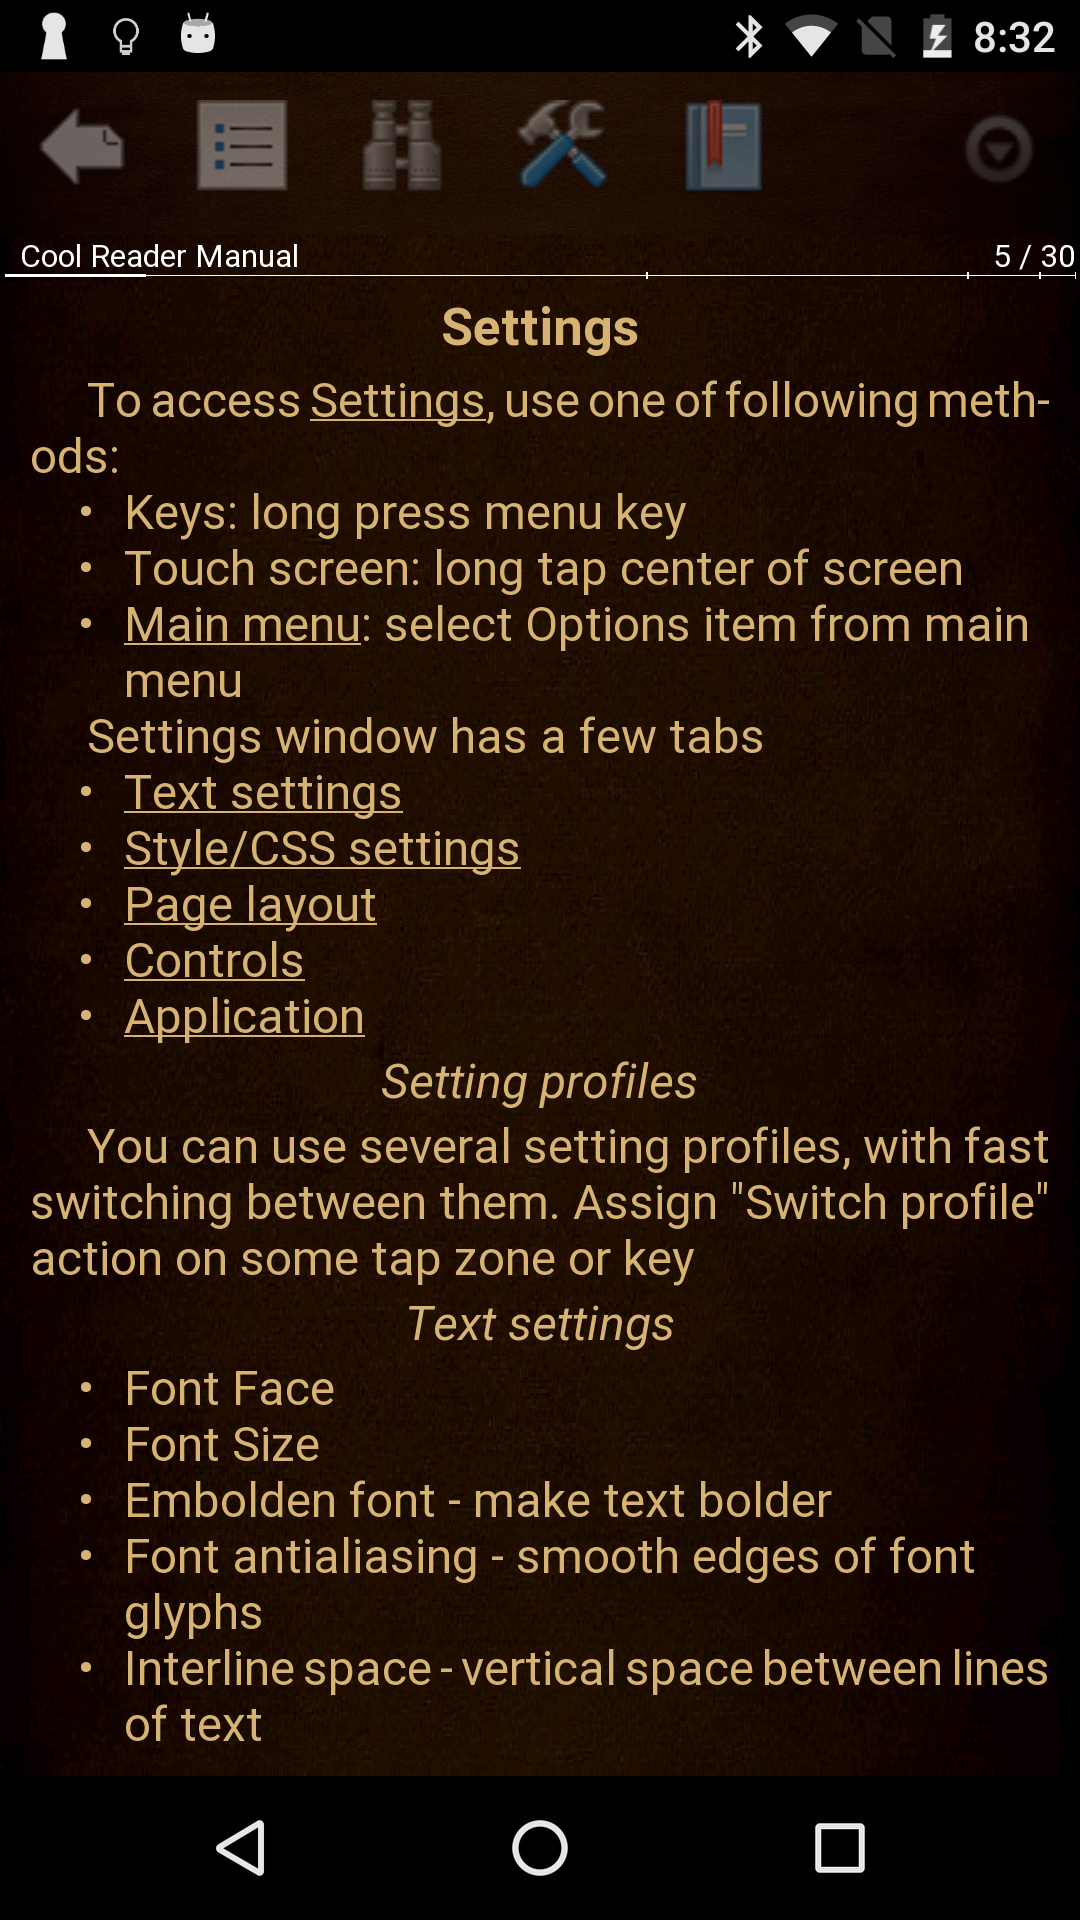 8:32
Cool Reader Manual 5 / 30
Settings
To access Settings, use one of following meth-
ods:
• Keys: long press menu key
• Touch screen: long tap center of screen
• Main menu: select Options item from main
menu
Settings window has a few tabs
• Text settings
• Style/CSS settings
• Page layout
• Controls
• Application
Setting profiles
You can use several setting profiles, with fast
switching between them. Assign "Switch profile"
action on some tap zone or key
Text settings
• Font Face
• Font Size
• Embolden font - make text bolder
• Font antialiasing - smooth edges of font
glyphs
• Interline space - vertical space between lines
of text